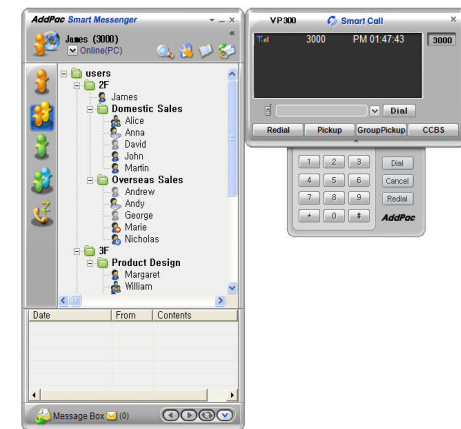 AddPac Smart Messenger
James (3000)
Online(PC)
users
2F
James
Domestic Sales
Alice
Anna
David
John
Martin
Overseas Sales
Andrew
Andy
George
Marie
Nicholas
3F
Product Design
Margaret
William
Date From Contents
Message Box (0)
VP300 Smart Call
3000 PM 01:47:43 3000
Dial
Redial Pickup GroupPickup CCBS
1 2 3 Dial
4 5 6 Cancel
7 8 9 Redial
* 0 # AddPac